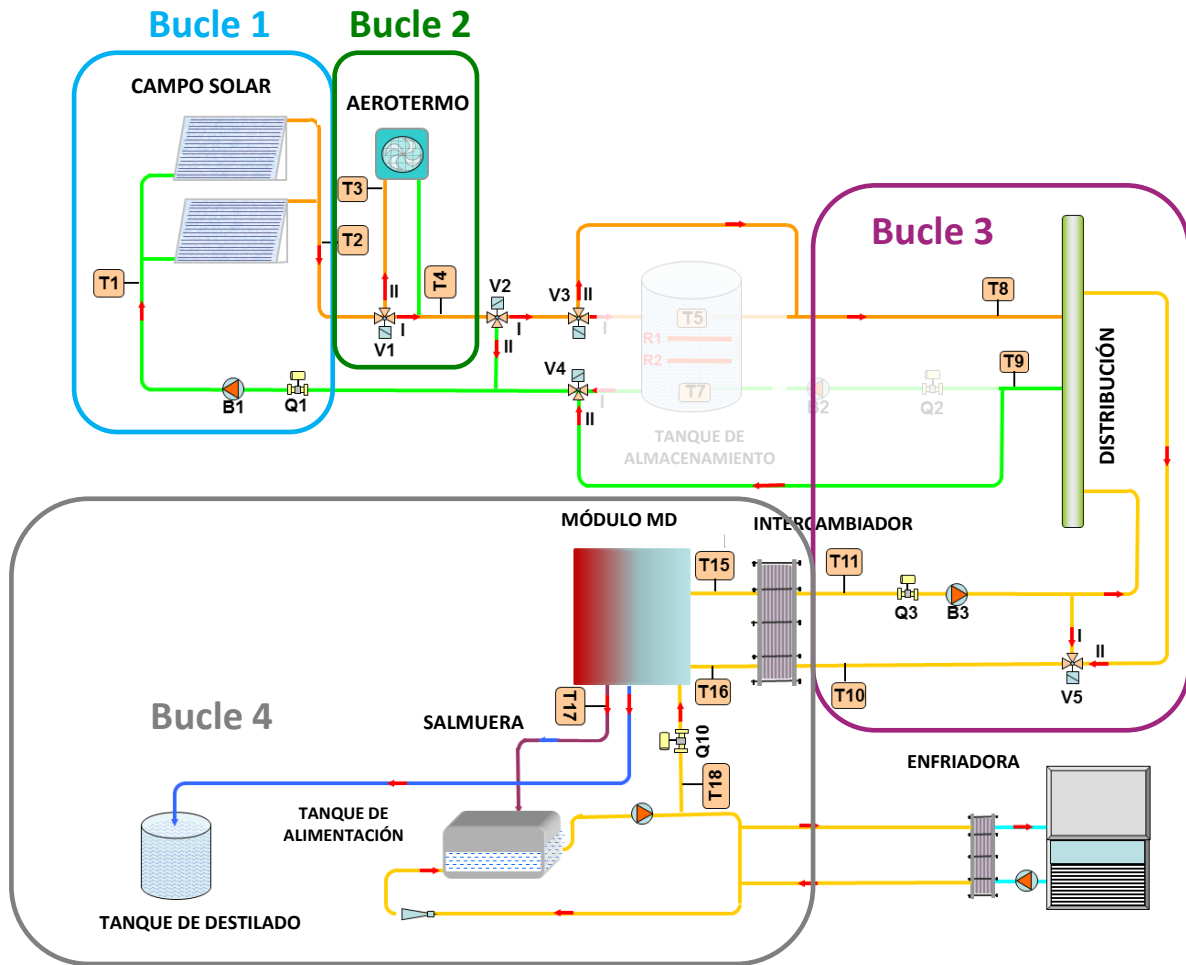 Bucle 1
Bucle 2
CAMPO SOLAR
AEROTERMO
T3
T2
T1
II
T4
V2
V3
II
I
V1
I
II
I
T5
R1
R2
T7
V4
I
II
B1
Q1
B2
Q2
TANQUE DE
ALMACENAMIENTO
Bucle 3
T8
T9
DISTRIBUCIÓN
MÓDULO MD
INTERCAMBIADOR
T15
T11
Q3
B3
I
II
T16
T10
V5
T17
Bucle 4
SALMUERA
Q10
T18
ENFRIADORA
TANQUE DE
ALIMENTACIÓN
TANQUE DE DESTILADO